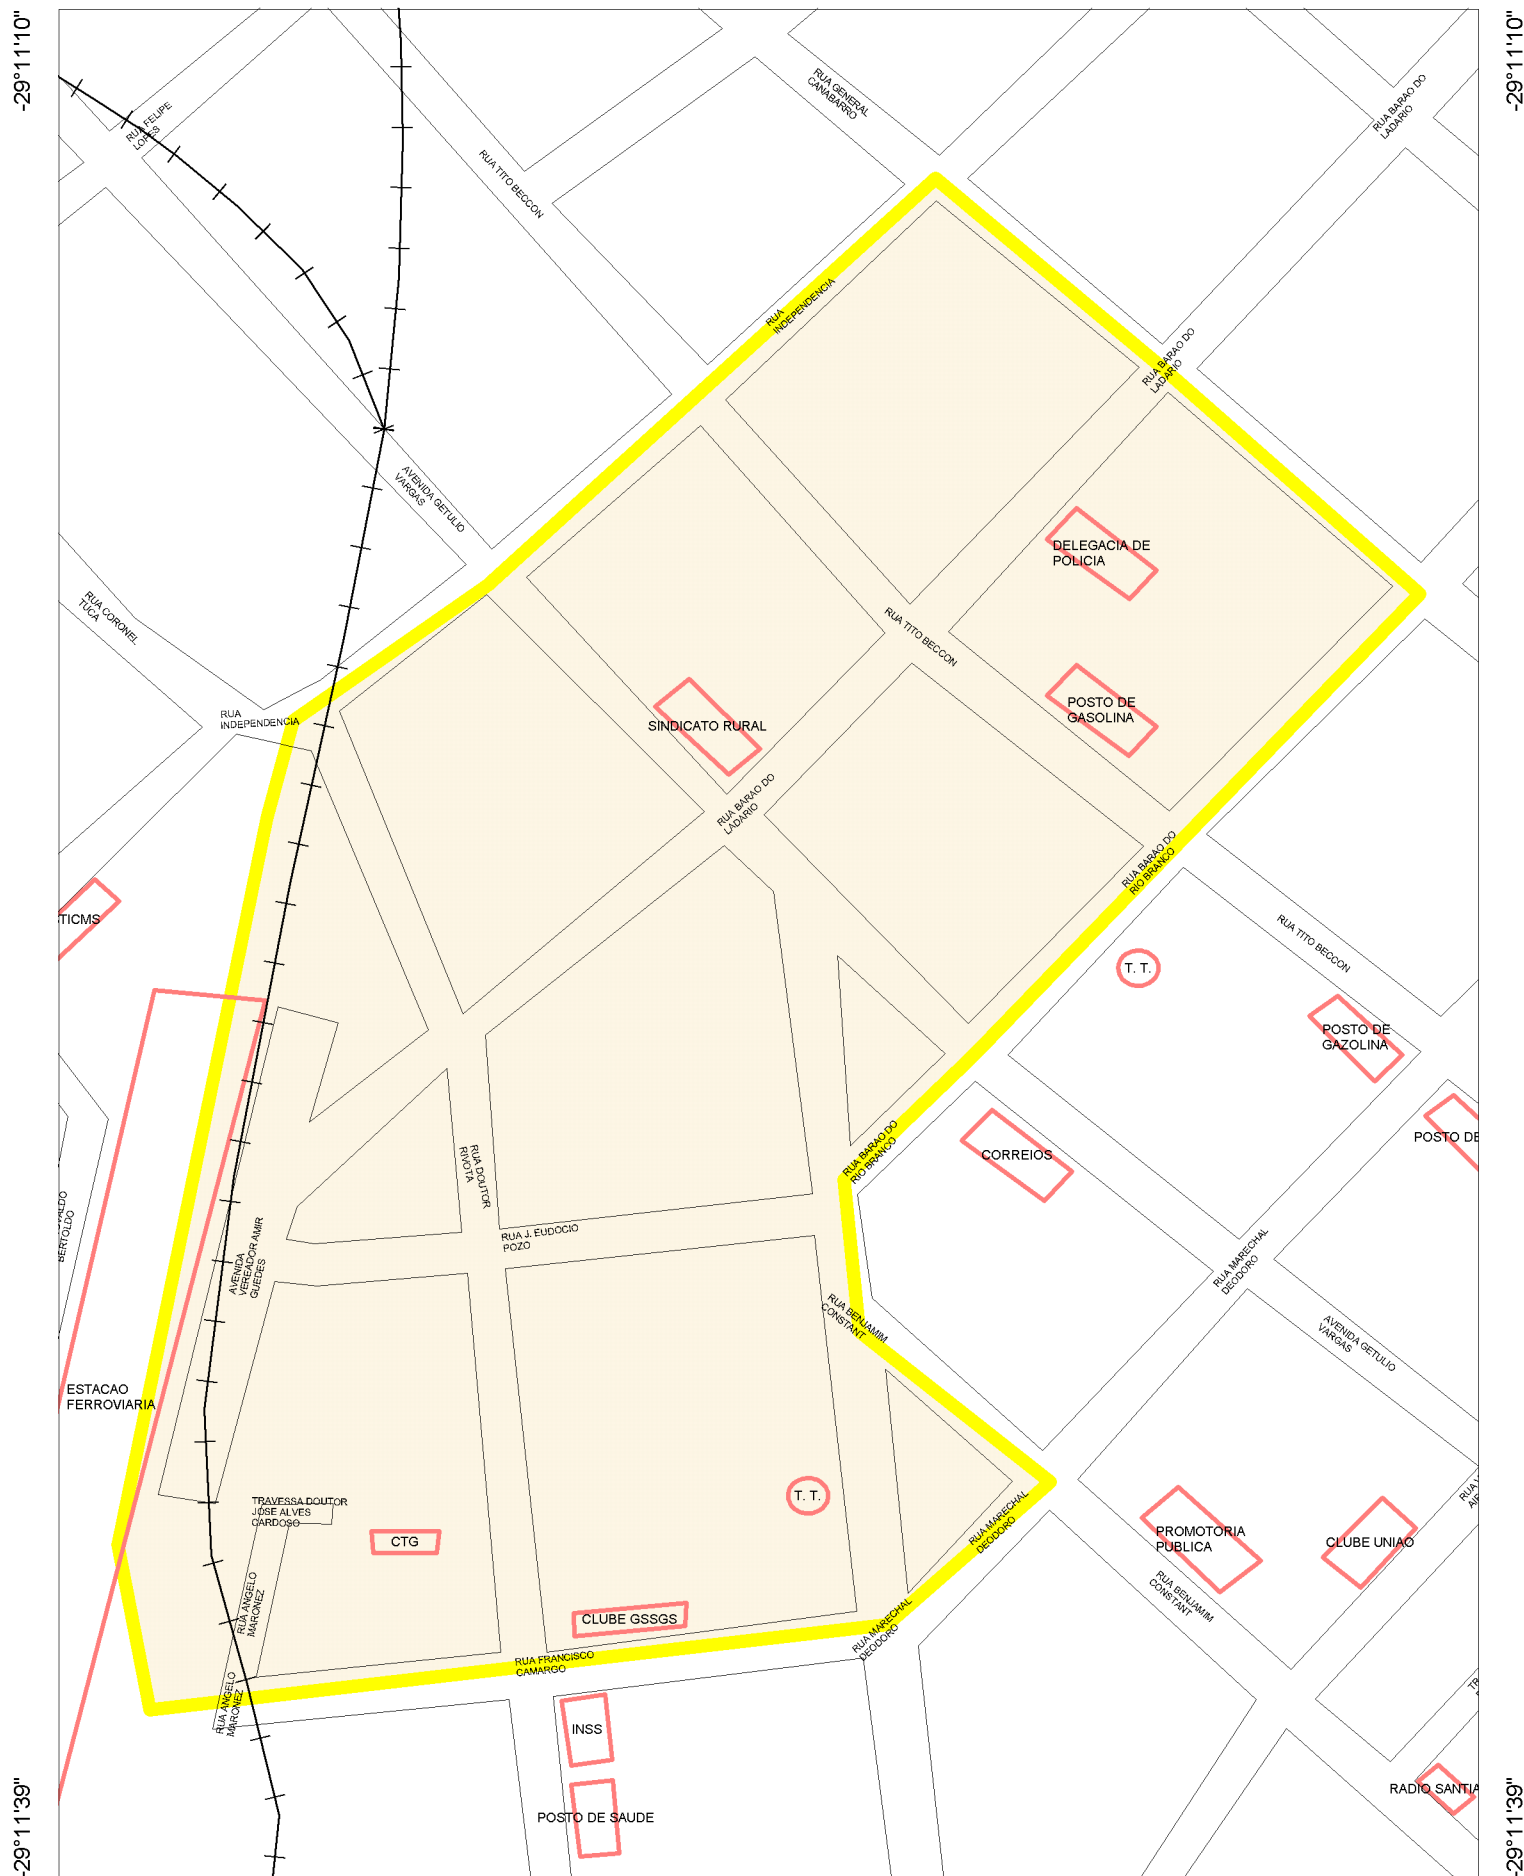 -29°11'10"
-29°11'10"
RUA GENERAL
CANABARRO
RUA BARAO DO
LADARIO
RUA FELIPE
LOPES
RUA TITO BECCON
RUA
INDEPENDENCIA
RUA BARAO DO
LADARIO
AVENIDA GETULIO
VARGAS
DELEGACIA DE
POLICIA
RUA CORONEL
TUCA
RUA TITO BECCON
RUA
INDEPENDENCIA
SINDICATO RURAL
POSTO DE
GASOLINA
RUA BARAO DO
LADARIO
RUA BARAO DO
RIO BRANCO
TICMS
RUA TITO BECCON
T. T.
POSTO DE
GAZOLINA
POSTO DE
RUA BARAO DO
RIO BRANCO
CORREIOS
RUA DOUTOR
RIVOTA
BERTOLDO
RUA J. EUDOCIO
POZO
AVENIDA
VEREADOR AMIR
GUEDES
RUA MARECHAL
DEODORO
RUA BENJAMIM
CONSTANT
AVENIDA GETULIO
VARGAS
ESTACAO
FERROVIARIA
TRAVESSA DOUTOR
JOSE ALVES
CARDOSO
T. T.
RUA MARECHAL
DEODORO
CTG
PROMOTORIA
PUBLICA
CLUBE UNIAO
RUA ANGELO
MARONEZ
CLUBE GSSGS
RUA MARECHAL
DEODORO
RUA BENJAMIM
CONSTANT
RUA FRANCISCO
CAMARGO
RUA ANGELO
MARONEZ
INSS
POSTO DE SAUDE
RADIO SANTIA
-29°11'39"
-29°11'39"